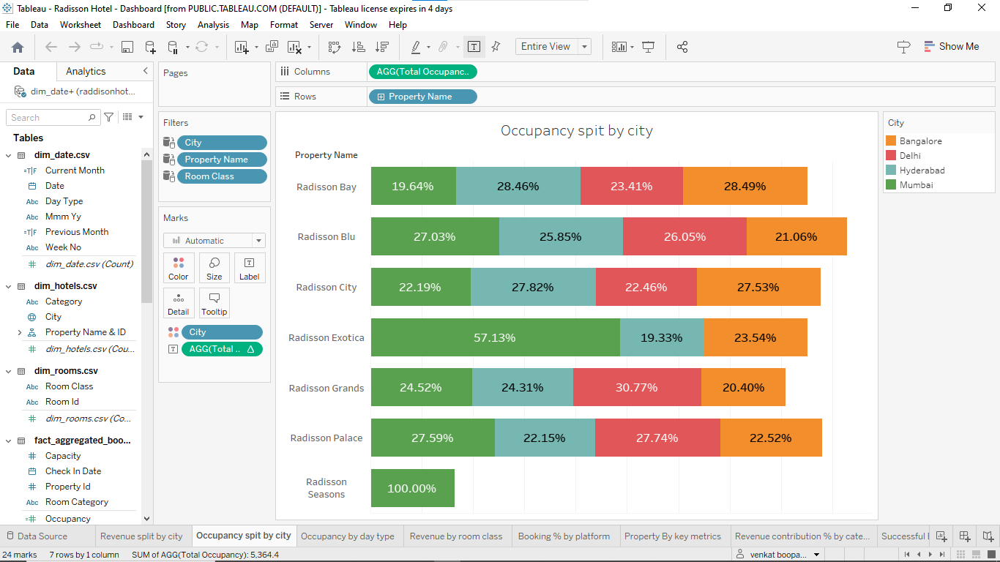 Tableau - Radisson Hotel - Dashboard [from PUBLIC.TABLEAU.COM (DEFAULT)] - Tableau license expires in 4 days
File Data Worksheet Dashboard Story Analysis Map Format Server Window Help
Entire View
Show Me
Data Analytics
dim_date+ (raddisonhot...
Search
Tables
dim_date.csv
=T|F Current Month
Date
Abc Day Type
Abc Mmm Yy
=T|F Previous Month
Abc Week No
# dim_date.csv (Count)
dim_hotels.csv
Abc Category
City
Property Name & ID
# dim_hotels.csv (Cou...
dim_rooms.csv
Abc Room Class
Abc Room Id
# dim_rooms.csv (Co...
fact_aggregated_boo...
# Capacity
Check In Date
# Property Id
Abc Room Category
=# Occupancy
Pages
Filters
City
Property Name
Room Class
Marks
Automatic
Color Size Label
Detail Tooltip
City
AGG(Total .. Δ
Columns AGG(Total Occupanc..
Rows Property Name
Occupancy spit by city
Property Name
Radisson Bay 19.64% 28.46% 23.41% 28.49%
Radisson Blu 27.03% 25.85% 26.05% 21.06%
Radisson City 22.19% 27.82% 22.46% 27.53%
Radisson Exotica 57.13% 19.33% 23.54%
Radisson Grands 24.52% 24.31% 30.77% 20.40%
Radisson Palace 27.59% 22.15% 27.74% 22.52%
Radisson
Seasons
100.00%
City
Bangalore
Delhi
Hyderabad
Mumbai
Data Source Revenue split by city Occupancy spit by city Occupancy by day type Revenue by room class Booking % by platform Property By key metrics Revenue contribution % by cate... Successful
24 marks 7 rows by 1 column SUM of AGG(Total Occupancy): 5,364.4 venkat boopa...